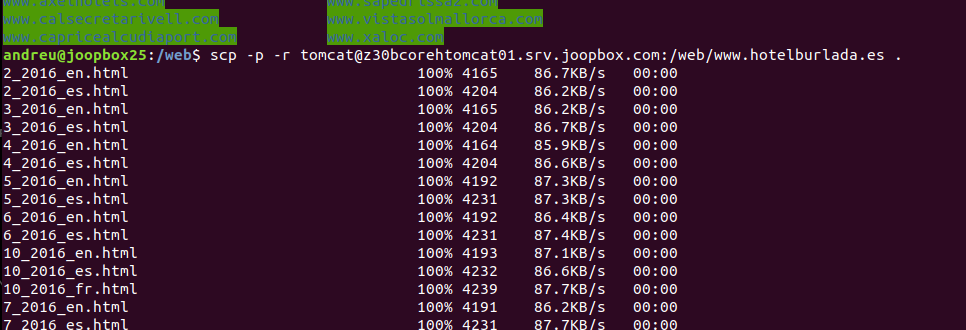 www.axelhotels.com www.sapeurtssaz.com
www.calsecretarivell.com www.vistasolmallorca.com
www.capricealcudiaport.com www.xaloc.com
andreu@joopbox25:/web$ scp -p -r tomcat@z30bcorehtomcat01.srv.joopbox.com:/web/www.hotelburlada.es .
2_2016_en.html 100% 4165 86.7KB/s 00:00
2_2016_es.html 100% 4204 86.2KB/s 00:00
3_2016_en.html 100% 4165 86.2KB/s 00:00
3_2016_es.html 100% 4204 86.7KB/s 00:00
4_2016_en.html 100% 4164 85.9KB/s 00:00
4_2016_es.html 100% 4204 86.6KB/s 00:00
5_2016_en.html 100% 4192 87.3KB/s 00:00
5_2016_es.html 100% 4231 87.3KB/s 00:00
6_2016_en.html 100% 4192 86.4KB/s 00:00
6_2016_es.html 100% 4231 87.4KB/s 00:00
10_2016_en.html 100% 4193 87.1KB/s 00:00
10_2016_es.html 100% 4232 86.6KB/s 00:00
10_2016_fr.html 100% 4239 87.7KB/s 00:00
7_2016_en.html 100% 4191 86.2KB/s 00:00
7_2016_es.html 100% 4231 87.7KB/s 00:00